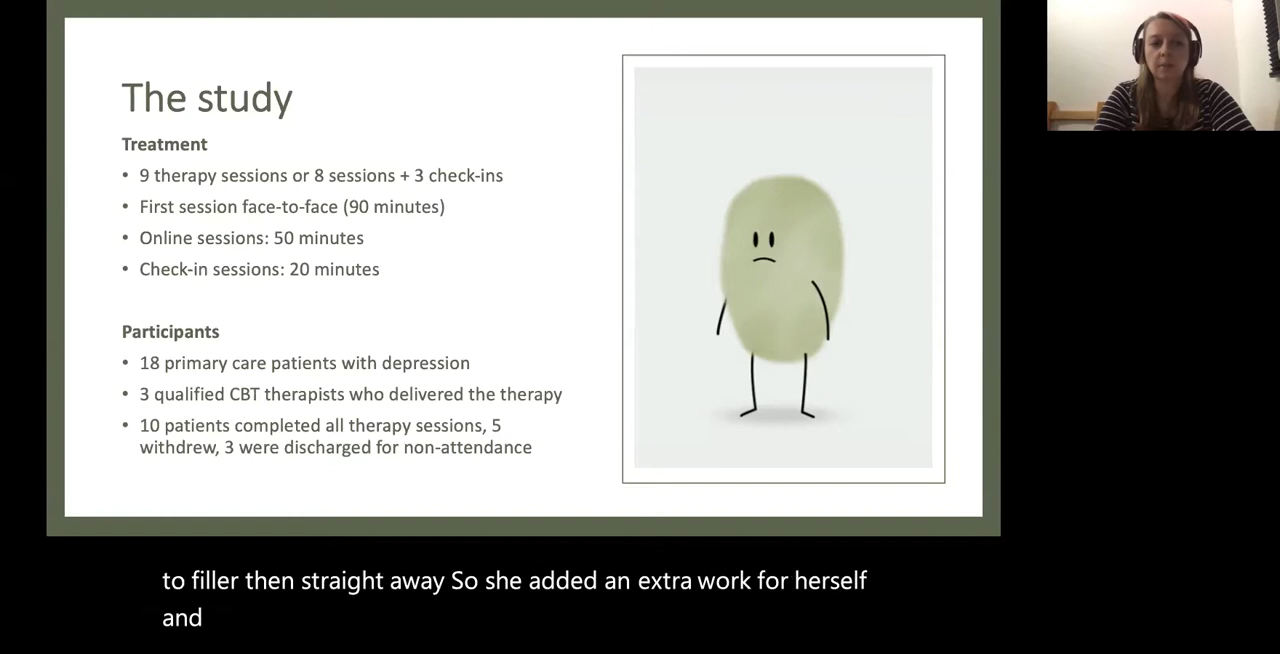 The study
Treatment
• 9 therapy sessions or 8 sessions + 3 check-ins
• First session face-to-face (90 minutes)
• Online sessions: 50 minutes
• Check-in sessions: 20 minutes
Participants
• 18 primary care patients with depression
• 3 qualified CBT therapists who delivered the therapy
• 10 patients completed all therapy sessions, 5
withdrew, 3 were discharged for non-attendance
to filler then straight away So she added an extra work for herself
and